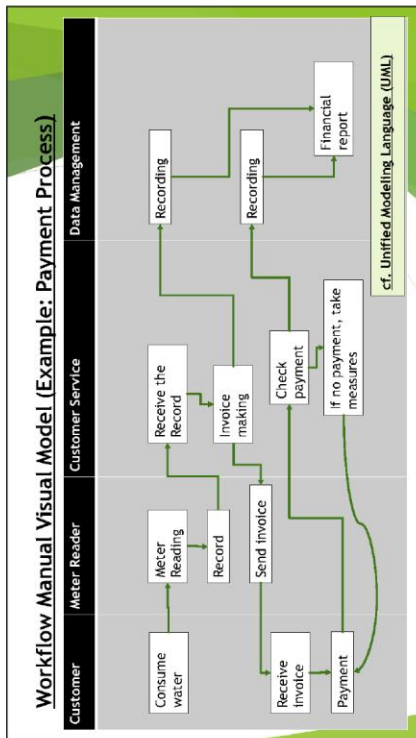 Workflow Manual Visual Model (Example: Payment Process)
Customer
Meter Reader
Customer Service
Data Management
Consume
water
Meter
Reading
Record
Receive the
Record
Invoice
making
Recording
Send invoice
Receive
invoice
Payment
Check
payment
If no payment, take
measures
Recording
Financial
report
cf. Unified Modeling Language (UML)